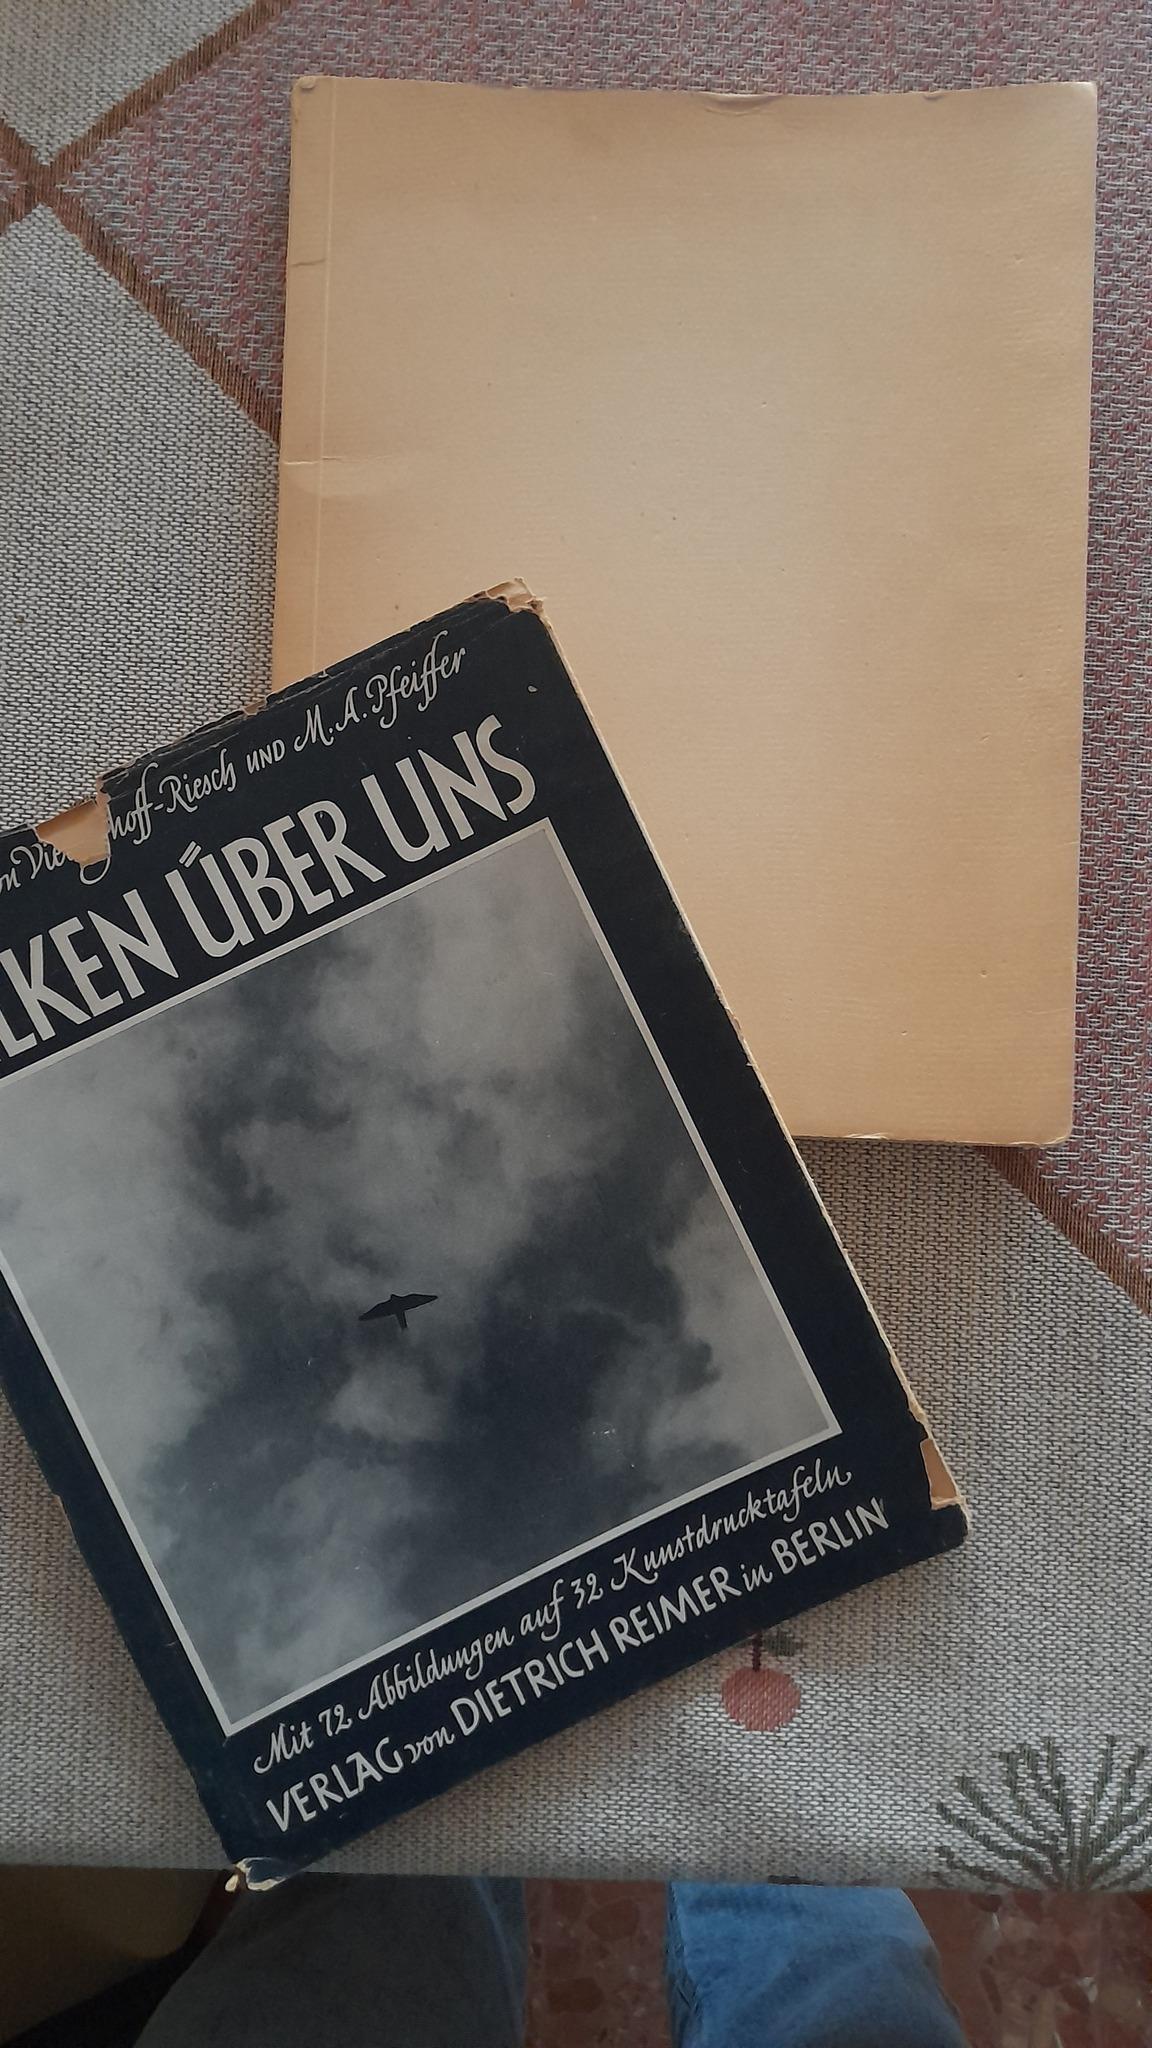 hoff-Riesch UND M. A. Pfeiffer
LKEN ÜBER UNS
Mit 72 Abbildungen auf 32 Kunstdrucktafeln
VERLAG von DIETRICH REIMER in BERLIN